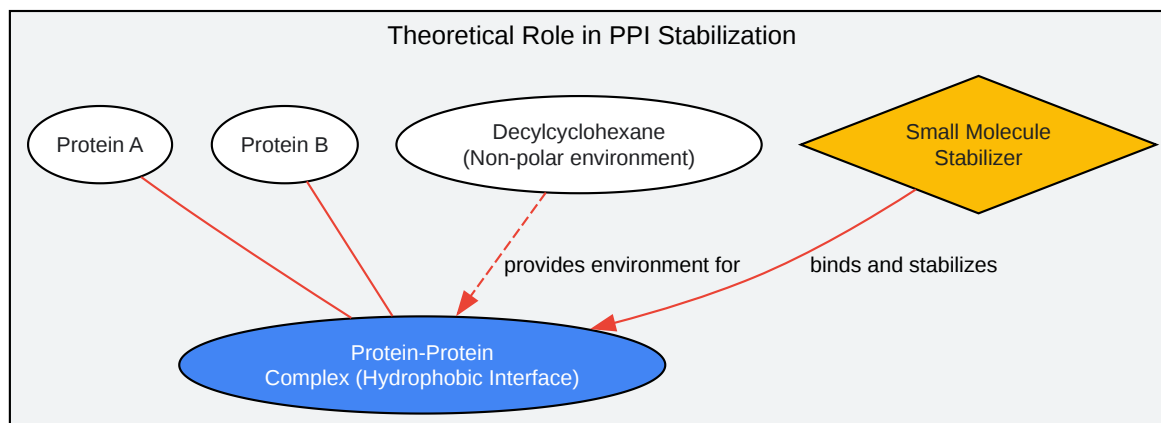 Theoretical Role in PPI Stabilization
Protein A
Protein B
Decylcyclohexane
(Non-polar environment)
Small Molecule
Stabilizer
provides environment for
binds and stabilizes
Protein-Protein
Complex (Hydrophobic Interface)